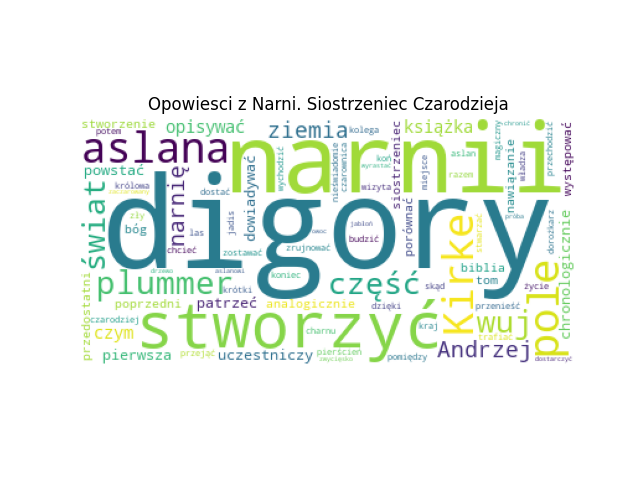 Opowiesci z Narni. Siostrzeniec Czarodzieja
stworzenie
potem
opisywać
ziemia
kolega
książka
magiczny
chronić
przechodzić
występować
aslana
narnii
siostrzeniec
nawiązanie
władza
powstać
królowa
zaczarowany
dostać
wychodzić
nieświadomie
czarownica
koń
wyrastać
wizyta
aslan
razem
miejsce
świat
narnię
dowiadywać
digory
porównać
zły
bóg
las
chcieć
jadis
zostawać
zrujnować
moc
jabłoń
budzić
Kirke
stwarzać
próba
dorożkarz
chronologicznie
drzewo
aslanowi
koniec
skąd
biblia
tom
życie
pole
plummer
krótki
część
przedostatni
poprzedni
patrzeć
analogicznie
dzięki
przenieść
czarodziej
czym
stworzyć
charnu
kraj
wuj
trafiać
Andrzej
pierwsza
przejąć
uczestniczy
pierścień
zwycięsko
pomiędzy
dostarczyć